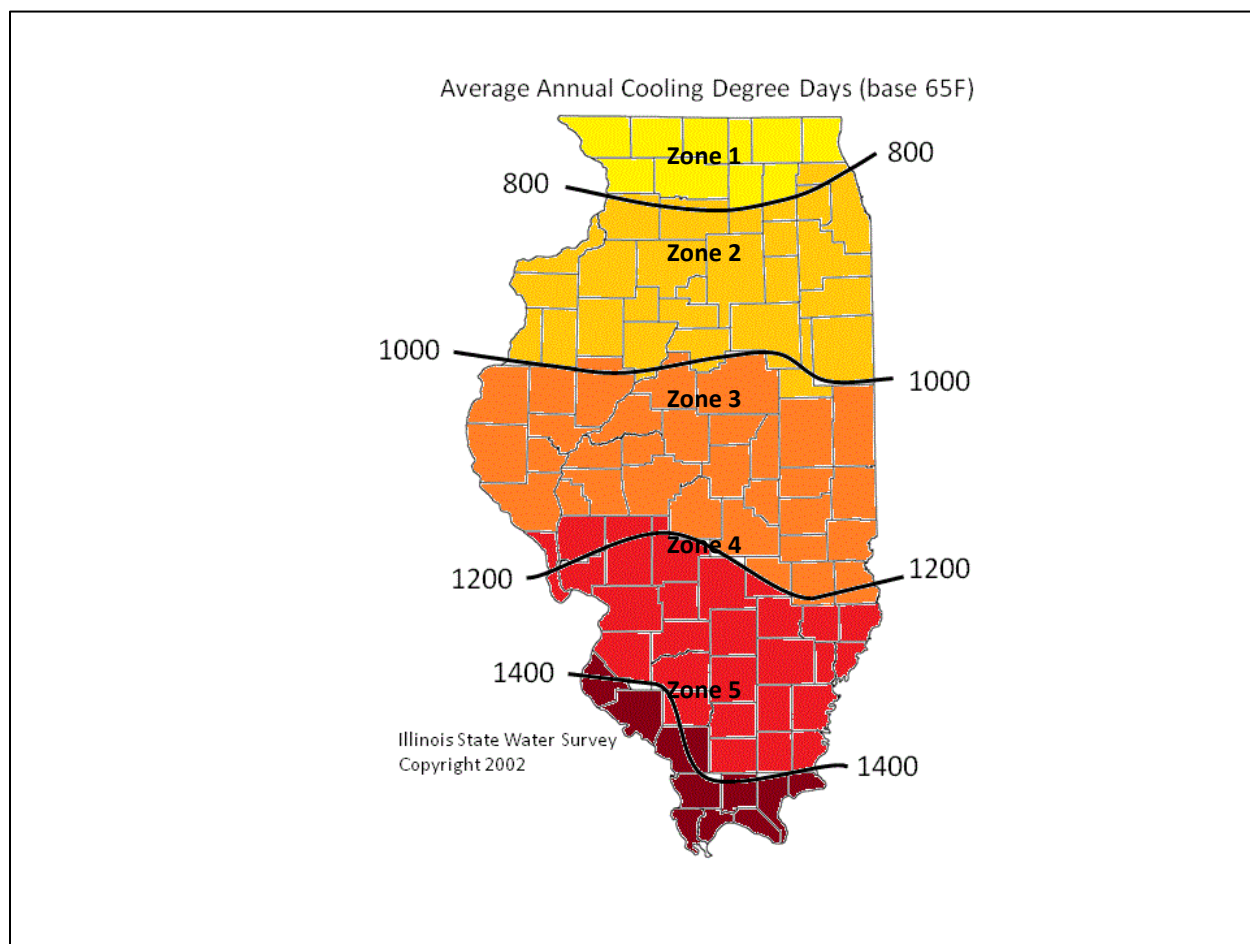 Average Annual Cooling Degree Days (base 65F)
Zone 1
800
800
Zone 2
1000
1000
Zone 3
Zone 4
1200
1200
1400
Zone 5
Illinois State Water Survey
Copyright 2002
1400